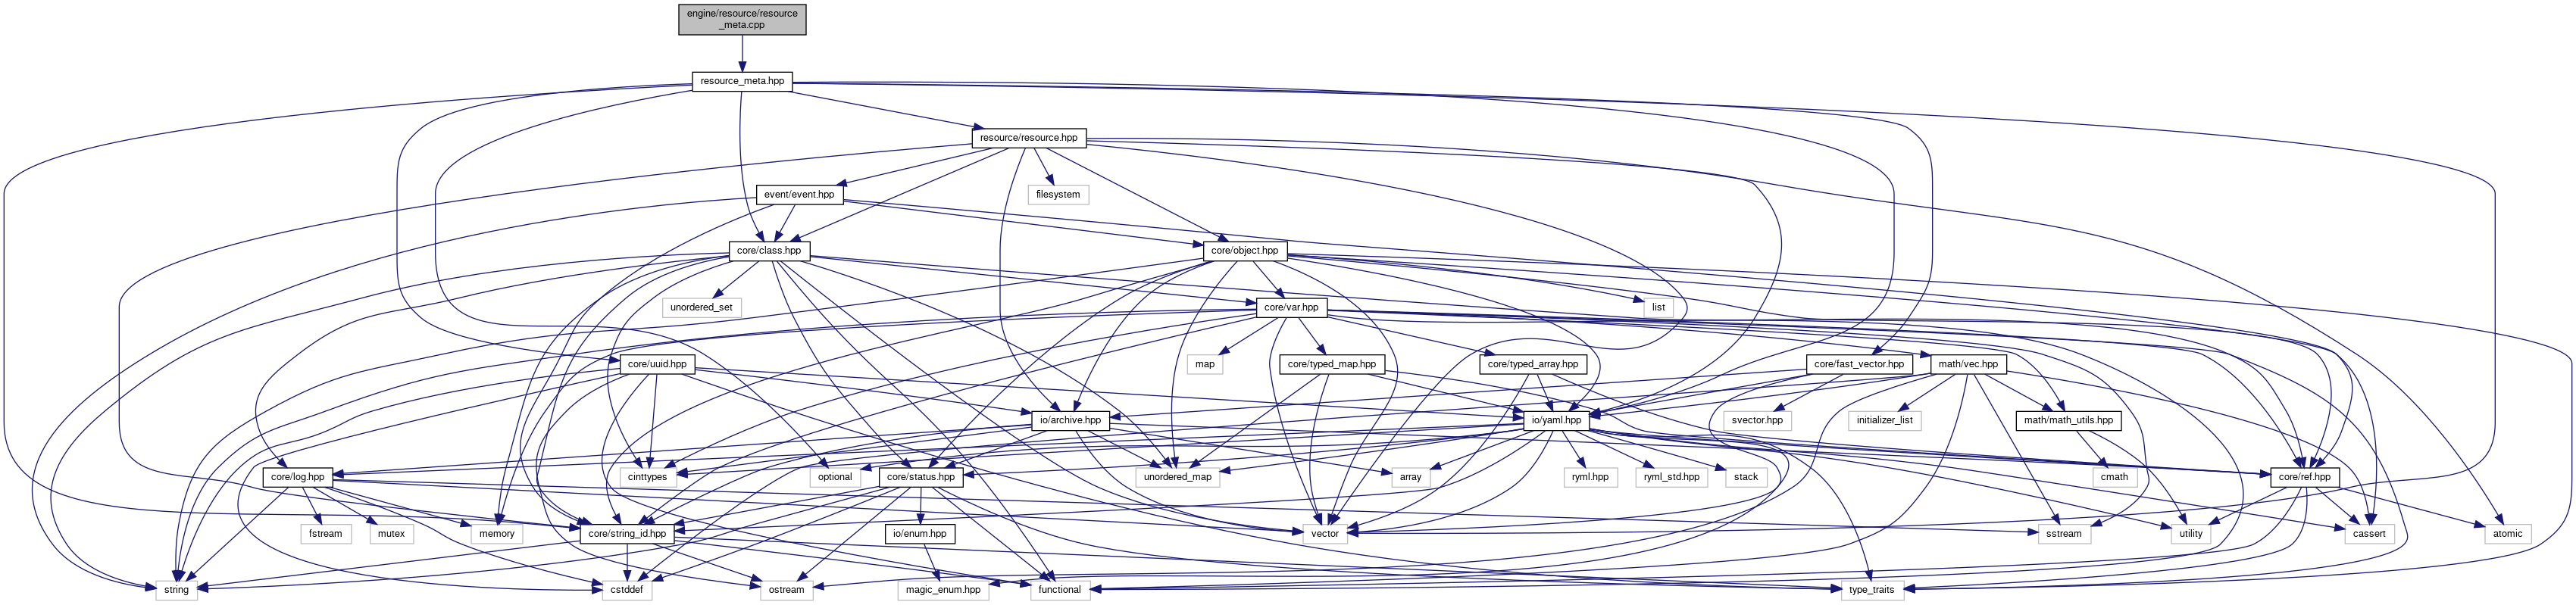 engine/resource/resource
_meta.cpp
resource_meta.hpp
resource/resource.hpp
event/event.hpp
filesystem
core/class.hpp
core/object.hpp
unordered_set
core/var.hpp
list
core/uuid.hpp
map
core/typed_map.hpp
core/typed_array.hpp
core/fast_vector.hpp
math/vec.hpp
io/archive.hpp
io/yaml.hpp
svector.hpp
initializer_list
math/math_utils.hpp
core/log.hpp
cinttypes
optional
core/status.hpp
unordered_map
array
ryml.hpp
ryml_std.hpp
stack
core/ref.hpp
cmath
fstream
mutex
memory
core/string_id.hpp
io/enum.hpp
vector
sstream
utility
cassert
atomic
string
cstddef
ostream
magic_enum.hpp
functional
type_traits